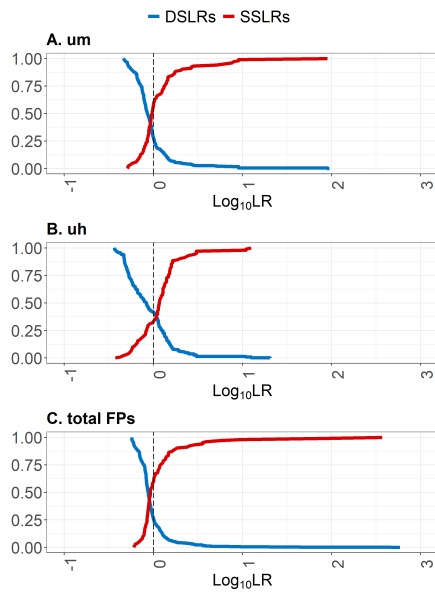 DSLRs SSLRs
A. um
1.00
0.75
0.50
0.25
0.00
-1 0 1 2 3
Log₁₀LR
B. uh
1.00
0.75
0.50
0.25
0.00
-1 0 1 2 3
Log₁₀LR
C. total FPs
1.00
0.75
0.50
0.25
0.00
-1 0 1 2 3
Log₁₀LR